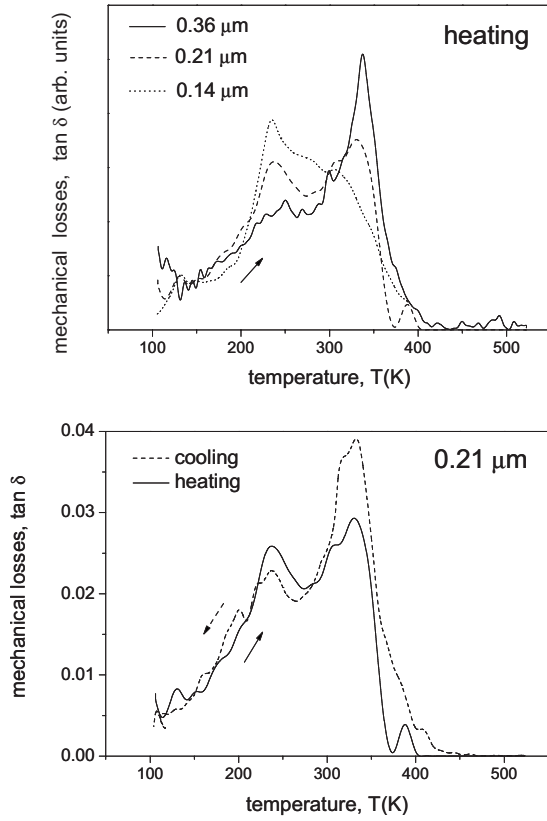 heating
0.36 μm
0.21 μm
0.14 μm
mechanical losses, tan δ (arb. units)
100 200 300 400 500
temperature, T(K)
0.21 μm
cooling
heating
mechanical losses, tan δ
0.04
0.03
0.02
0.01
0.00
100 200 300 400 500
temperature, T(K)